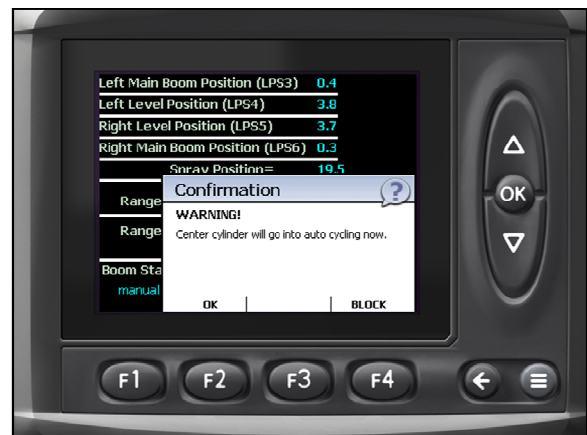 Left Main Boom Position (LPS3) 0.4
Left Level Position (LPS4) 3.8
Right Level Position (LPS5) 3.7
Right Main Boom Position (LPS6) 0.3
Spray Position= 19.5
Range
Confirmation ?
WARNING!
Range
Center cylinder will go into auto cycling now.
Boom Sta
manual
OK BLOCK
OK
F1 F2 F3 F4